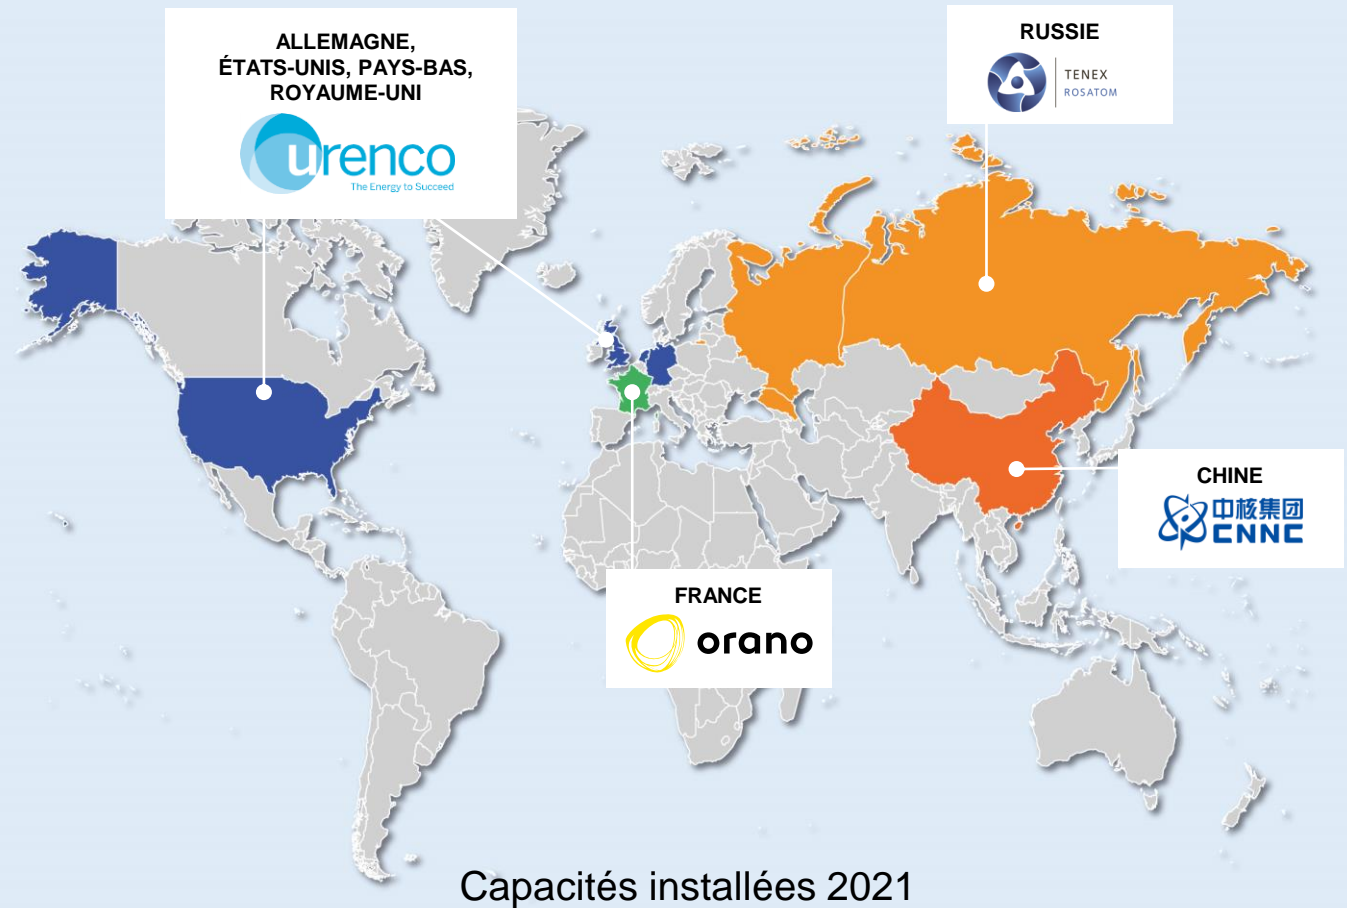 ALLEMAGNE,
ÉTATS-UNIS, PAYS-BAS,
ROYAUME-UNI
urenco
The Energy to Succeed
RUSSIE
TENEX
ROSATOM
CHINE
中核集团
CNNC
FRANCE
orano
Capacités installées 2021